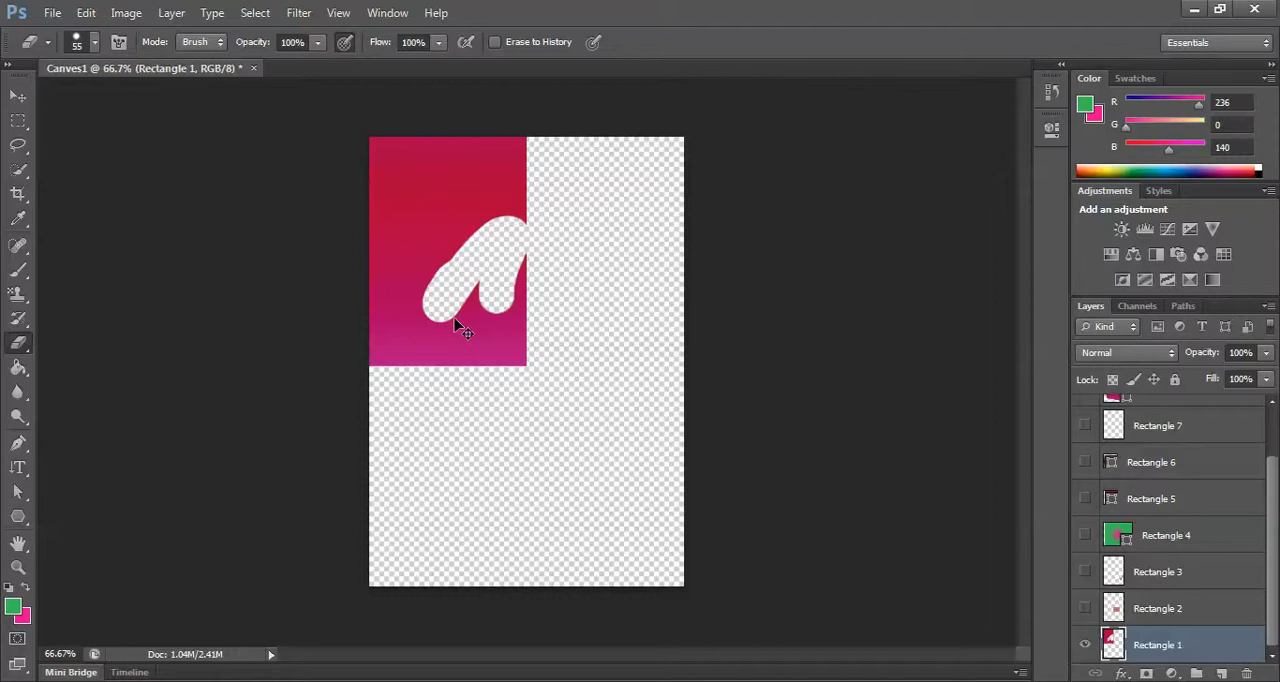 Ps File Edit Image Layer Type Select Filter View Window Help
55 Mode: Brush Opacity: 100% Flow: 100% Erase to History Essentials
Canves1 @ 66.7% (Rectangle 1, RGB/8) *
Color Swatches
R 236
G 0
B 140
Adjustments Styles
Add an adjustment
Layers Channels Paths
Kind
Normal Opacity: 100%
Lock: Fill: 100%
Rectangle 7
Rectangle 6
Rectangle 5
Rectangle 4
Rectangle 3
Rectangle 2
Rectangle 1
66.67% Doc: 1.04M/2.41M
Mini Bridge Timeline